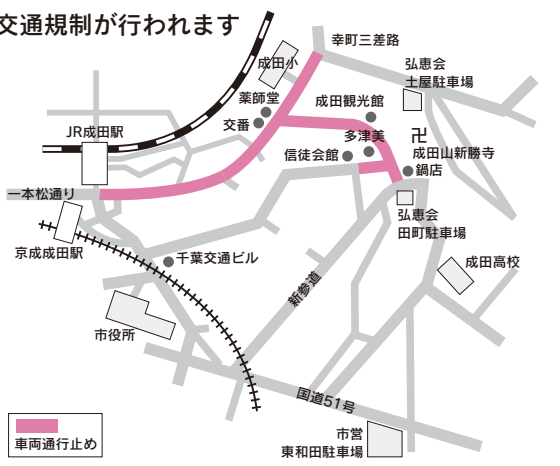 交通規制が行われます
幸町三差路
成田小
弘恵会
土屋駐車場
薬師堂
成田観光館
交番
JR成田駅
多津美
卍
信徒会館
成田山新勝寺
鍋店
一本松通り
弘恵会
田町駐車場
京成成田駅
千葉交通ビル
成田高校
新参道
市役所
国道51号
車両通行止め
市営
東和田駐車場